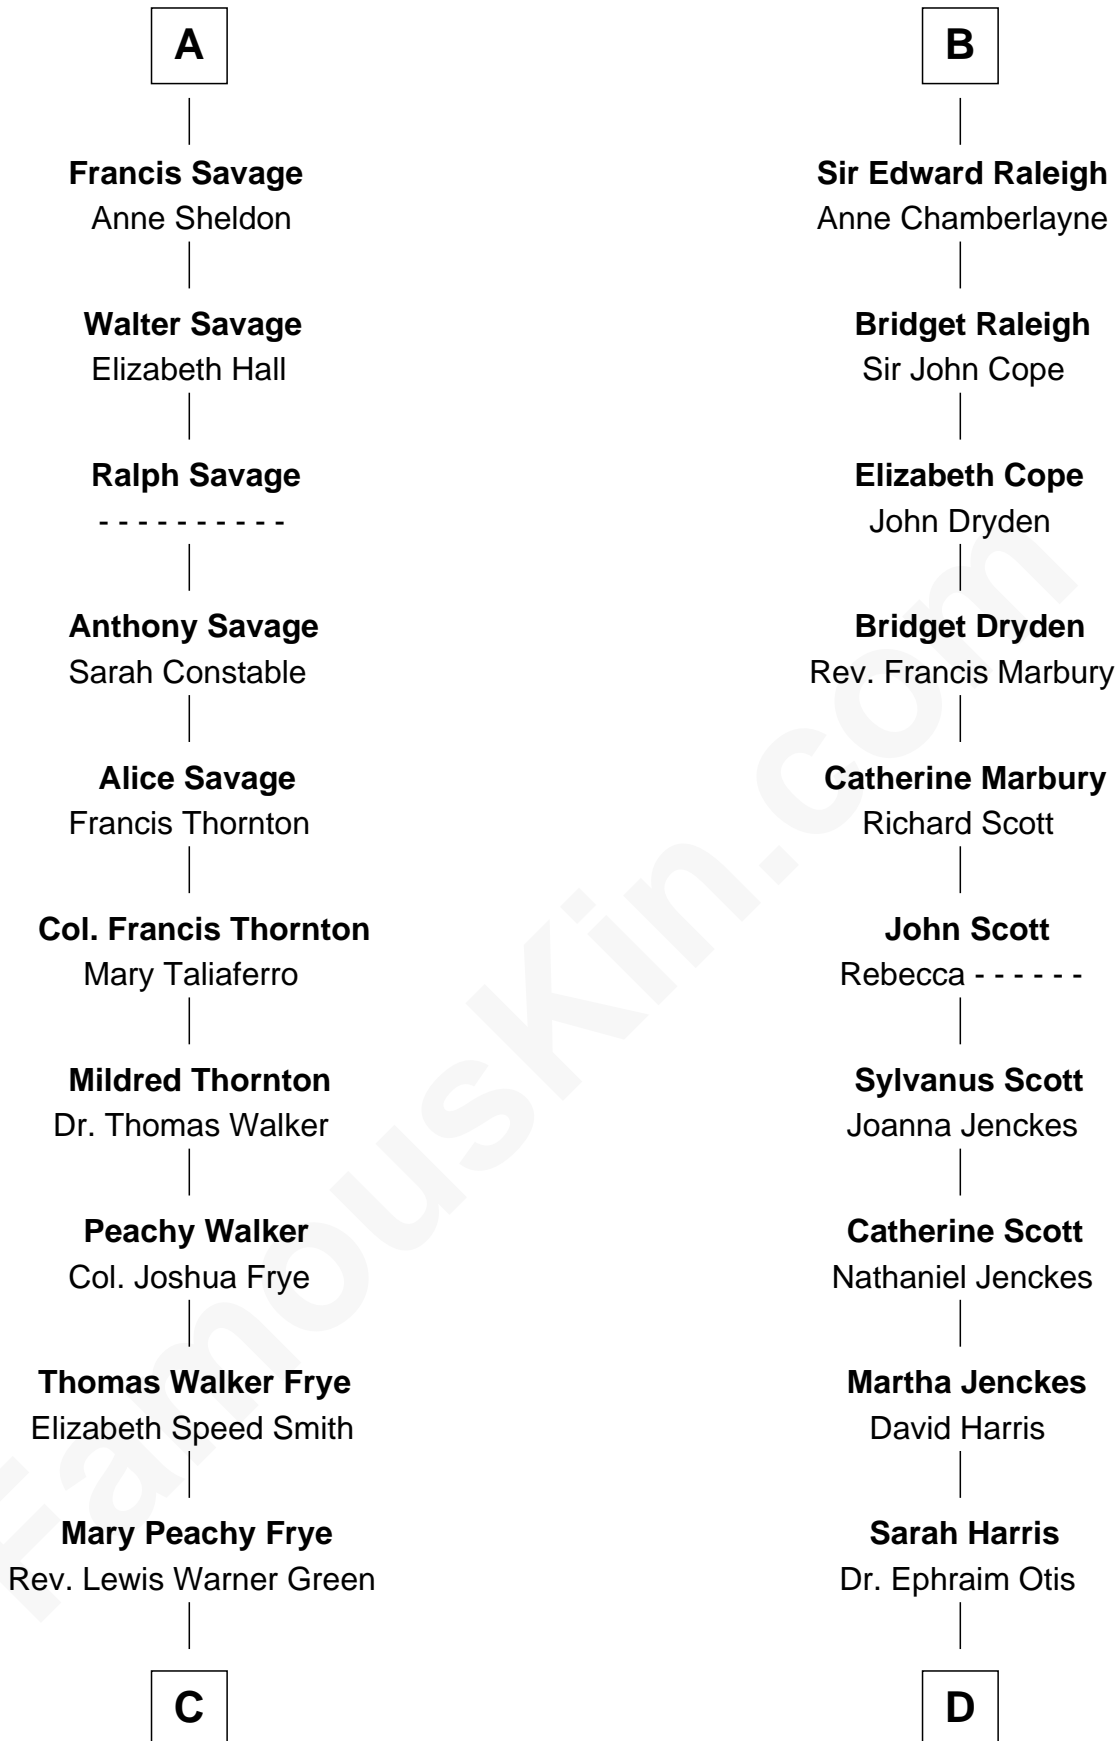 A
Francis Savage
Anne Sheldon
Walter Savage
Elizabeth Hall
Ralph Savage
- - - - - - - - - -
Anthony Savage
Sarah Constable
Alice Savage
Francis Thornton
Col. Francis Thornton
Mary Taliaferro
Mildred Thornton
Dr. Thomas Walker
Peachy Walker
Col. Joshua Frye
Thomas Walker Frye
Elizabeth Speed Smith
Mary Peachy Frye
Rev. Lewis Warner Green
C
B
Sir Edward Raleigh
Anne Chamberlayne
Bridget Raleigh
Sir John Cope
Elizabeth Cope
John Dryden
Bridget Dryden
Rev. Francis Marbury
Catherine Marbury
Richard Scott
John Scott
Rebecca - - - - - -
Sylvanus Scott
Joanna Jenckes
Catherine Scott
Nathaniel Jenckes
Martha Jenckes
David Harris
Sarah Harris
Dr. Ephraim Otis
D
FamousKin.com